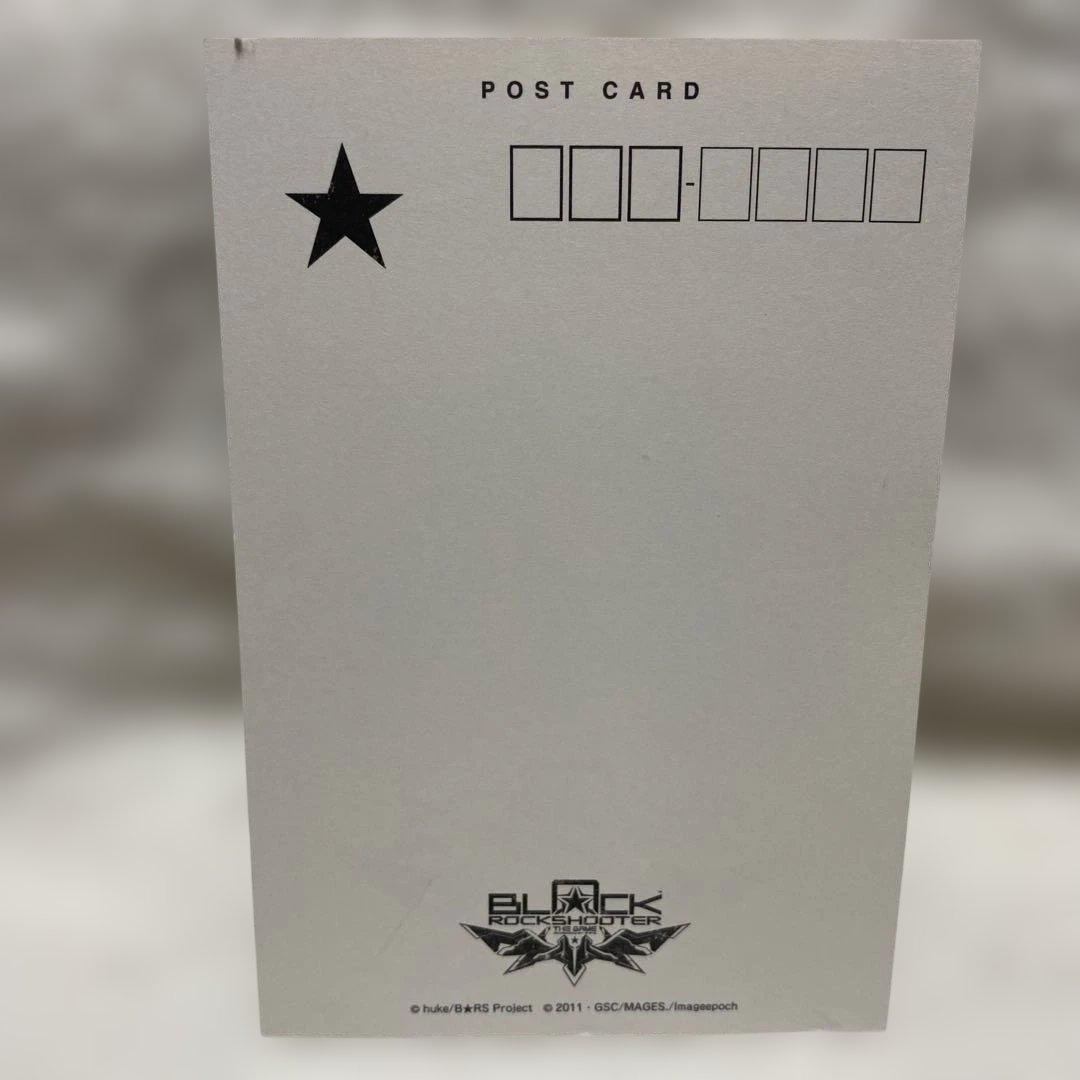 POST CARD
-
BLACK
ROCKSHOOTER
THE GAME
© huke/B★RS Project © 2011・GSC/MAGES./Imageepoch